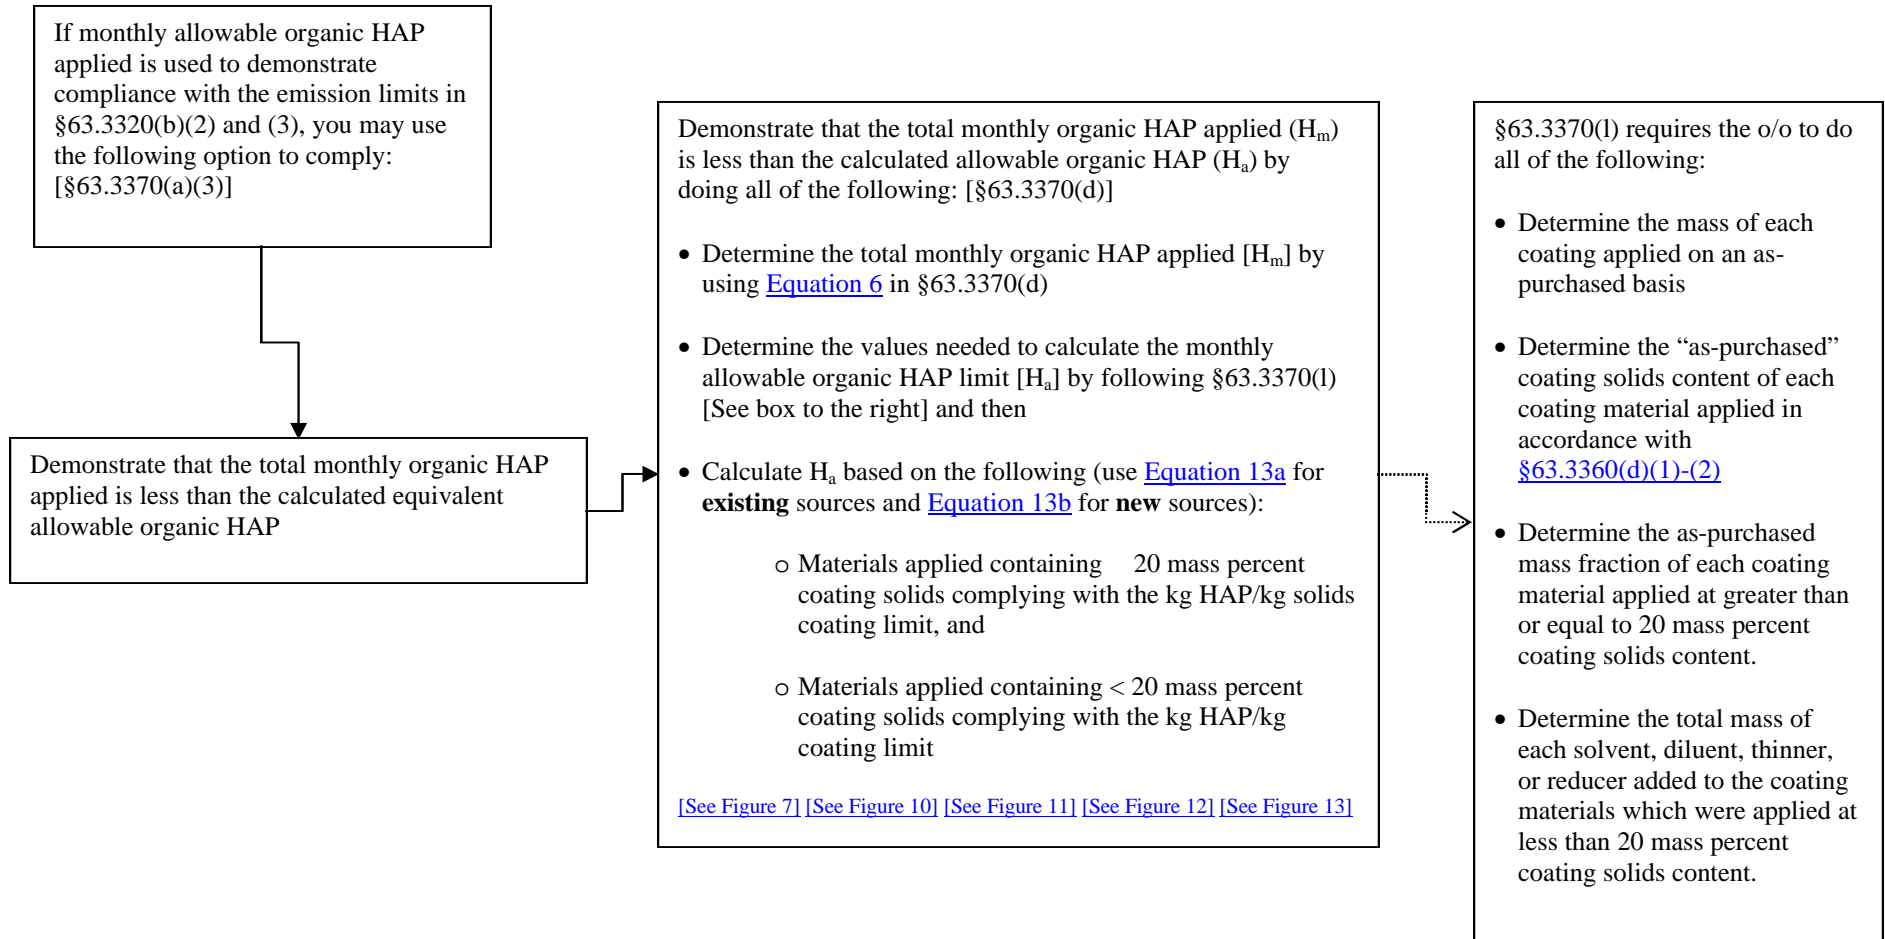 If monthly allowable organic HAP
applied is used to demonstrate
compliance with the emission limits in
§63.3320(b)(2) and (3), you may use
the following option to comply:
[§63.3370(a)(3)]
Demonstrate that the total monthly organic HAP
applied is less than the calculated equivalent
allowable organic HAP
Demonstrate that the total monthly organic HAP applied (Hm)
is less than the calculated allowable organic HAP (Ha) by
doing all of the following: [§63.3370(d)]
• Determine the total monthly organic HAP applied [Hm] by
using Equation 6 in §63.3370(d)
• Determine the values needed to calculate the monthly
allowable organic HAP limit [Ha] by following §63.3370(l)
[See box to the right] and then
• Calculate Ha based on the following (use Equation 13a for
existing sources and Equation 13b for new sources):
o Materials applied containing 20 mass percent
coating solids complying with the kg HAP/kg solids
coating limit, and
o Materials applied containing < 20 mass percent
coating solids complying with the kg HAP/kg
coating limit
[See Figure 7] [See Figure 10] [See Figure 11] [See Figure 12] [See Figure 13]
§63.3370(l) requires the o/o to do
all of the following:
• Determine the mass of each
coating applied on an as-
purchased basis
• Determine the “as-purchased”
coating solids content of each
coating material applied in
accordance with
§63.3360(d)(1)-(2)
• Determine the as-purchased
mass fraction of each coating
material applied at greater than
or equal to 20 mass percent
coating solids content.
• Determine the total mass of
each solvent, diluent, thinner,
or reducer added to the coating
materials which were applied at
less than 20 mass percent
coating solids content.